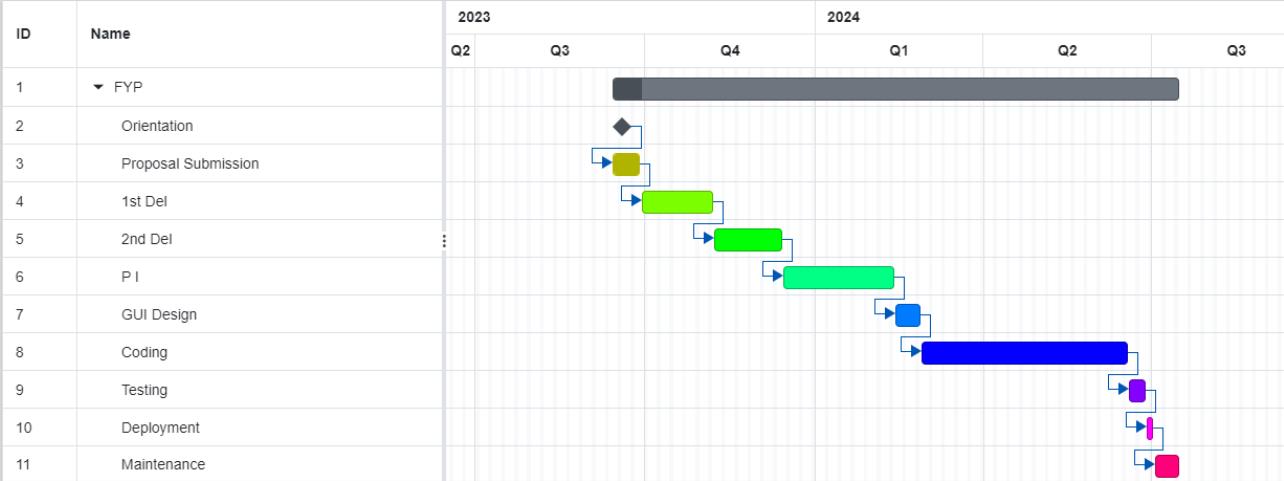 2023 2024
ID Name Q2 Q3 Q4 Q1 Q2 Q3
1 FYP
2 Orientation
3 Proposal Submission
4 1st Del
5 2nd Del
6 P I
7 GUI Design
8 Coding
9 Testing
10 Deployment
11 Maintenance